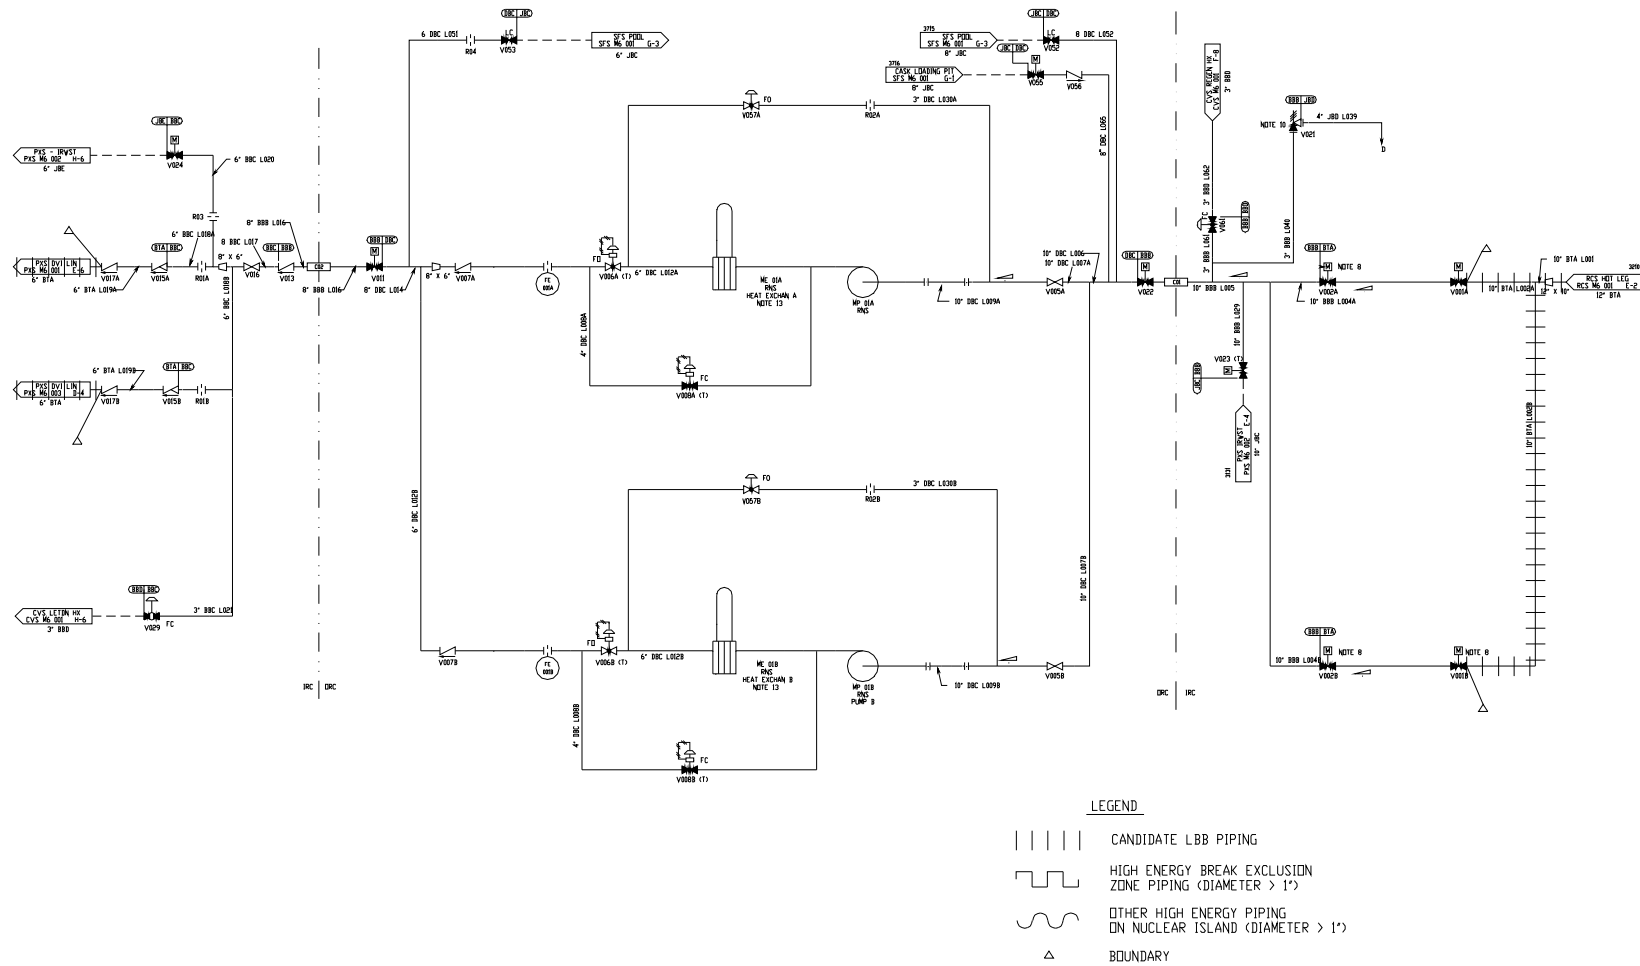 DBC JBC
LC
6 DBC L051
R04
V053
SFS POOL
SFS M6 001 G-3
6" JBC
JBC DBC
3715
SFS POOL
SFS M6 001 G-3
8" JBC
LC
V052
8 DBC L052
JBC DBC
M
3716
CASK LOADING PIT
SFS M6 001 G-1
8" JBC
V055
V056
3" DBC L030A
FO
V057A
R02A
8" DBC L066
CVS REGEN HX
CVS M6 001 F-8
3" BBD
BBB JBD
4" JBD L039
NOTE 10
V021
D
JBE BBC
M
PXS - IRWST
PXS M6 002 H-6
6" JBE
V024
6" BBC L020
R03
6" BBC L018A
8" BBB L016
8 BBC L017
BTA BBC
8" X 6"
BBC BBB
PXS DVI LIN
PXS M6 001 E-6
6" BTA
V017A
6" BTA L019A
V015A
R01A
V016
V013
C02
8" BBB L016
BBB DBC
M
V011
8" DBC L014
8" X 6"
V007A
FE
001A
FO
V006A (T)
6" DBC L012A
ME 01A
RNS
HEAT EXCHAN A
NOTE 13
MP 01A
RNS
10" DBC L009A
10" DBC L006
10" DBC L007A
V005A
DBC BBB
M
V022
C01
3" BBD L062
FC
V061
BBB BBD
3" BBB L061
3" BBB L040
10" BBB L005
BBB BTA
M NOTE 8
V002A
10" BBB L004A
M
V001A
10" BTA L002A
10" BTA L001
12" X 10"
3210
RCS HOT LEG
RCS M6 001 E-2
12" BTA
6" BBC L018B
4" DBC L008A
FC
V008A (T)
10" BBB L029
V023 (T)
M
JBC BBB
3131
PXS IRWST
PXS M6 002 E-4
10" JBC
10" BTA L002B
6" BTA L019B
BTA BBC
PXS DVI LIN
PXS M6 003 D-4
6" BTA
V017B
V015B
R01B
6" DBC L012B
FO
V057B
R02B
3" DBC L030B
10" DBC L007B
BBD BBC
CVS LETDN HX
CVS M6 001 H-6
3" BBD
V029
FC
3" BBC L021
V007B
FE
001B
FO
V006B (T)
6" DBC L012B
ME 01B
RNS
HEAT EXCHAN B
NOTE 13
MP 01B
RNS
PUMP B
10" DBC L009B
V005B
BBB BTA
M NOTE 8
V002B
10" BBB L004B
M NOTE 8
V001B
IRC ORC
ORC IRC
4" DBC L008B
FC
V008B (T)
LEGEND
CANDIDATE LBB PIPING
HIGH ENERGY BREAK EXCLUSION
ZONE PIPING (DIAMETER > 1")
OTHER HIGH ENERGY PIPING
ON NUCLEAR ISLAND (DIAMETER > 1")
BOUNDARY